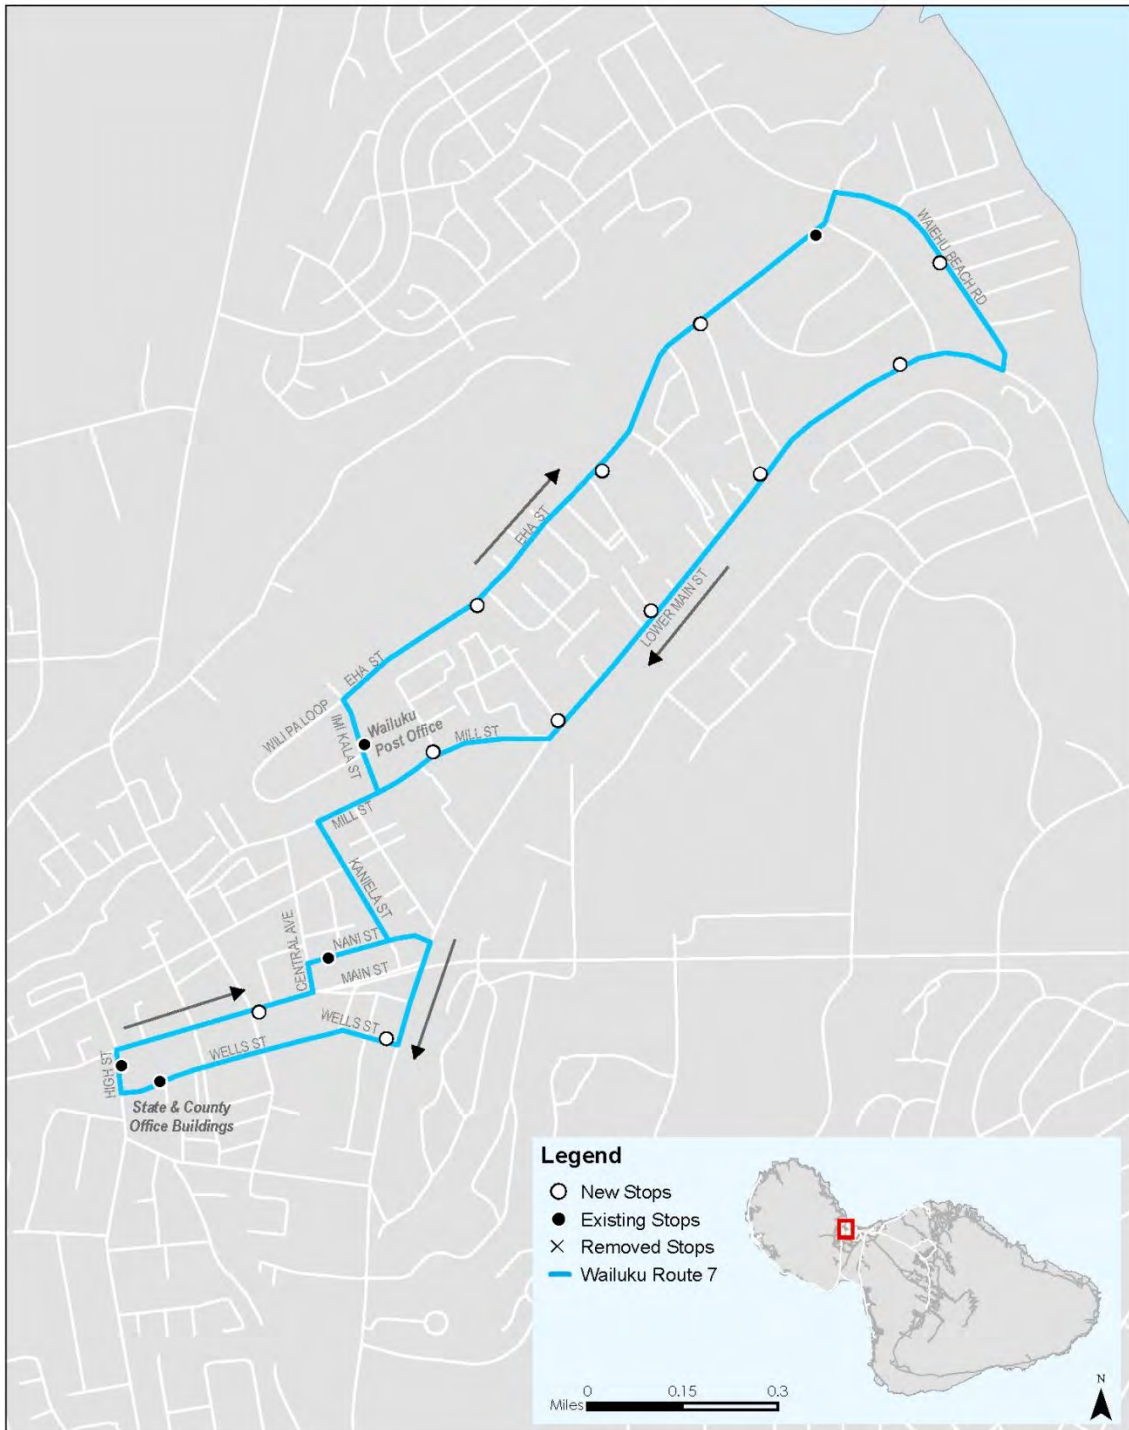 WAIEHU BEACH RD
EHA ST
LOWER MAIN ST
EHA ST
WILI PA LOOP
IMI KALA ST
Wailuku
Post Office
MILL ST
MILL ST
KANIELA ST
CENTRAL AVE
NANI ST
MAIN ST
WELLS ST
WELLS ST
HIGH ST
State & County
Office Buildings
Legend
New Stops
Existing Stops
Removed Stops
Wailuku Route 7
0 0.15 0.3
Miles
N